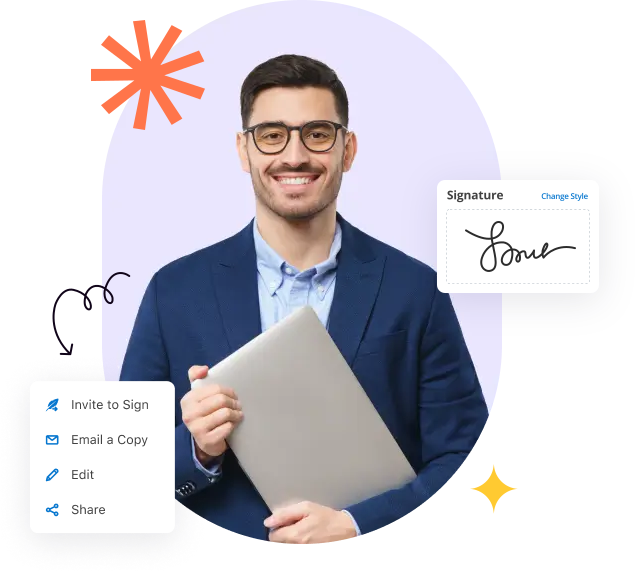 Signature
Change Style
Invite to Sign
Email a Copy
Edit
Share